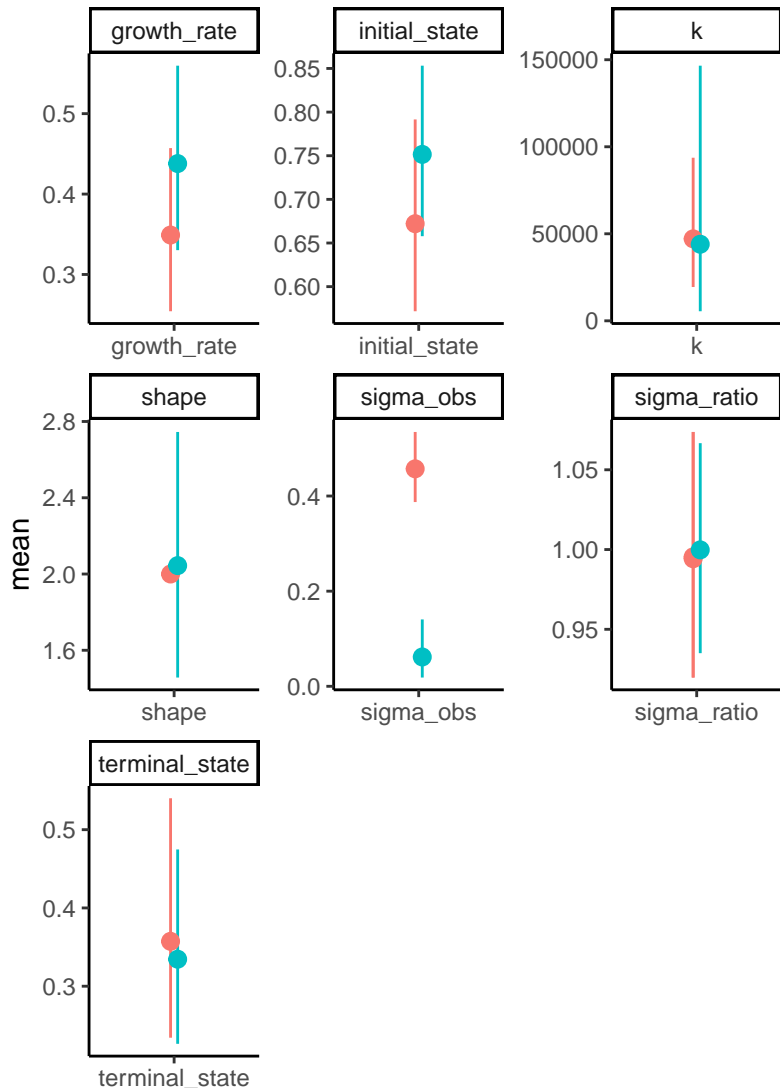 growth_rate
initial_state
k
0.5
0.4
0.3
growth_rate
0.85
0.80
0.75
0.70
0.65
0.60
initial_state
150000
100000
50000
0
k
mean
shape
sigma_obs
sigma_ratio
2.8
2.4
2.0
1.6
shape
0.4
0.2
0.0
sigma_obs
1.05
1.00
0.95
sigma_ratio
terminal_state
0.5
0.4
0.3
terminal_state